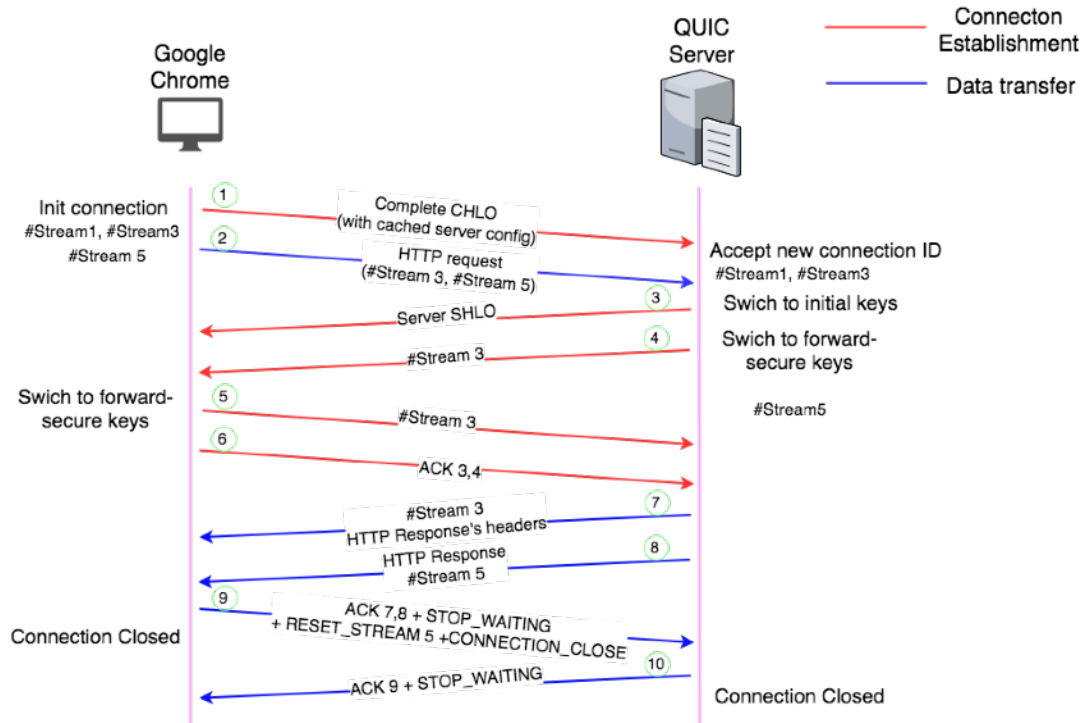 Google
Chrome
QUIC
Server
Connecton
Establishment
Data transfer
Init connection
#Stream1, #Stream3
#Stream 5
1
Complete CHLO
(with cached server config)
2
HTTP request
(#Stream 3, #Stream 5)
Accept new connection ID
#Stream1, #Stream3
3
Swich to initial keys
Server SHLO
4
Swich to forward-
secure keys
#Stream 3
Swich to forward-
secure keys
5
#Stream 3
#Stream5
6
ACK 3,4
7
#Stream 3
HTTP Response's headers
8
HTTP Response
#Stream 5
9
ACK 7,8 + STOP_WAITING
+ RESET_STREAM 5 +CONNECTION_CLOSE
Connection Closed
10
ACK 9 + STOP_WAITING
Connection Closed